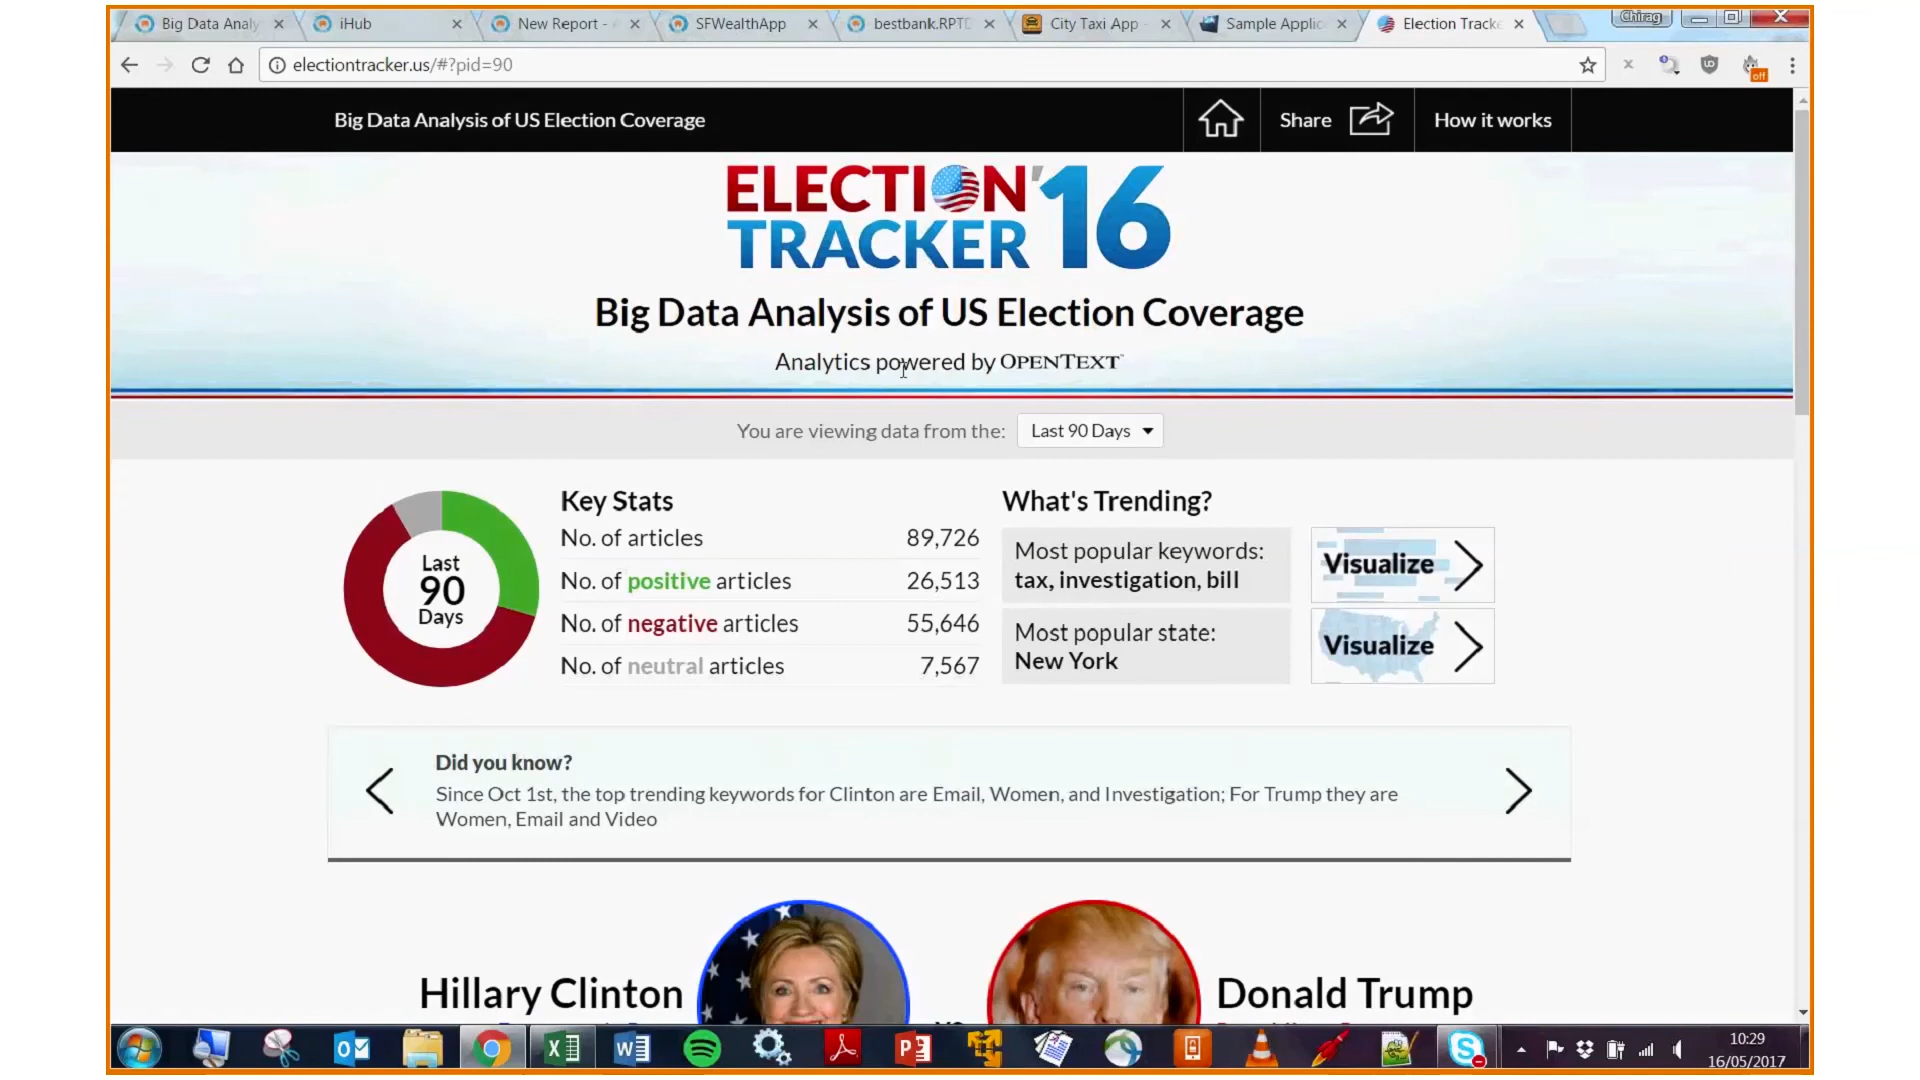 Big Data Analy
iHub
New Report -
SFWealthApp
bestbank.RPTD
City Taxi App
Sample Applic
Election Tracke
Chirag
electiontracker.us/#?pid=90
off
Big Data Analysis of US Election Coverage
Share
How it works
ELECTION '16
TRACKER
Big Data Analysis of US Election Coverage
Analytics powered by OPENTEXT™
You are viewing data from the: Last 90 Days
Last
90
Days
Key Stats
No. of articles 89,726
No. of positive articles 26,513
No. of negative articles 55,646
No. of neutral articles 7,567
What's Trending?
Most popular keywords:
tax, investigation, bill
Visualize
Most popular state:
New York
Visualize
Did you know?
Since Oct 1st, the top trending keywords for Clinton are Email, Women, and Investigation; For Trump they are
Women, Email and Video
Hillary Clinton
Donald Trump
10:29
16/05/2017